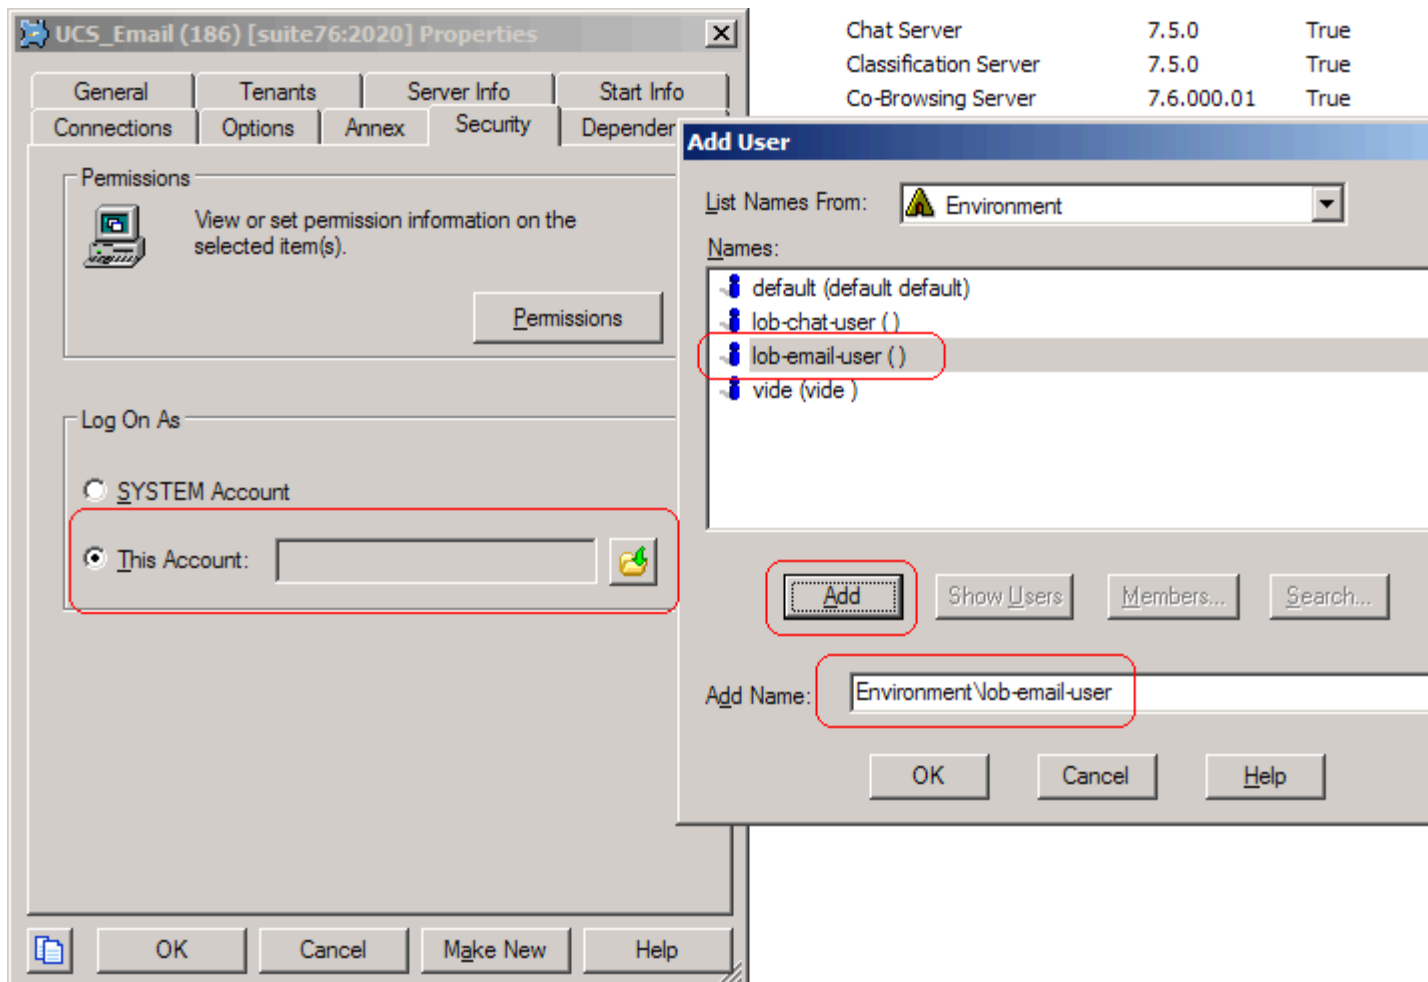 UCS_Email (186) [suite76:2020] Properties
General Tenants Server Info Start Info
Connections Options Annex Security Depender
Permissions
View or set permission information on the
selected item(s).
Permissions
Log On As
SYSTEM Account
This Account:
OK Cancel Make New Help
Chat Server 7.5.0 True
Classification Server 7.5.0 True
Co-Browsing Server 7.6.000.01 True
Add User
List Names From: Environment
Names:
default (default default)
lob-chat-user ( )
lob-email-user ( )
vide (vide )
Add Show Users Members... Search...
Add Name: Environment\lob-email-user
OK Cancel Help